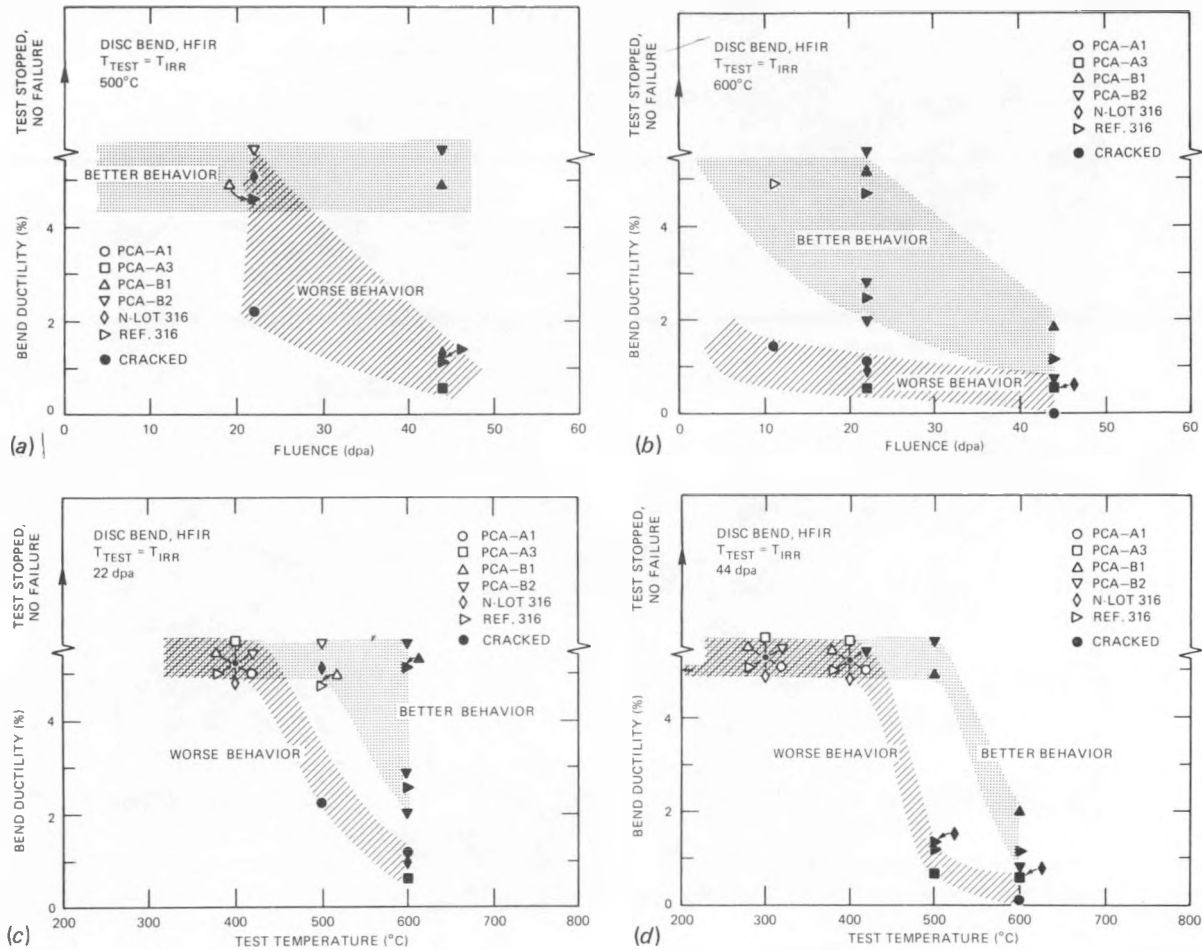 TEST STOPPED,
NO FAILURE
BEND DUCTILITY (%)
DISC BEND, HFIR
T_TEST = T_IRR
500°C
BETTER BEHAVIOR
WORSE BEHAVIOR
PCA–A1
PCA–A3
PCA–B1
PCA–B2
N-LOT 316
REF. 316
CRACKED
4
2
0
0 10 20 30 40 50 60
FLUENCE (dpa)
(a)
TEST STOPPED,
NO FAILURE
BEND DUCTILITY (%)
DISC BEND, HFIR
T_TEST = T_IRR
600°C
PCA–A1
PCA–A3
PCA–B1
PCA–B2
N-LOT 316
REF. 316
CRACKED
BETTER BEHAVIOR
WORSE BEHAVIOR
4
2
0
0 10 20 30 40 50 60
FLUENCE (dpa)
(b)
TEST STOPPED,
NO FAILURE
BEND DUCTILITY (%)
DISC BEND, HFIR
T_TEST = T_IRR
22 dpa
PCA–A1
PCA–A3
PCA–B1
PCA–B2
N-LOT 316
REF. 316
CRACKED
BETTER BEHAVIOR
WORSE BEHAVIOR
4
2
0
200 300 400 500 600 700 800
TEST TEMPERATURE (°C)
(c)
TEST STOPPED,
NO FAILURE
BEND DUCTILITY (%)
DISC BEND, HFIR
T_TEST = T_IRR
44 dpa
PCA–A1
PCA–A3
PCA–B1
PCA–B2
N-LOT 316
REF. 316
CRACKED
WORSE BEHAVIOR
BETTER BEHAVIOR
4
2
0
200 300 400 500 600 700 800
TEST TEMPERATURE (°C)
(d)